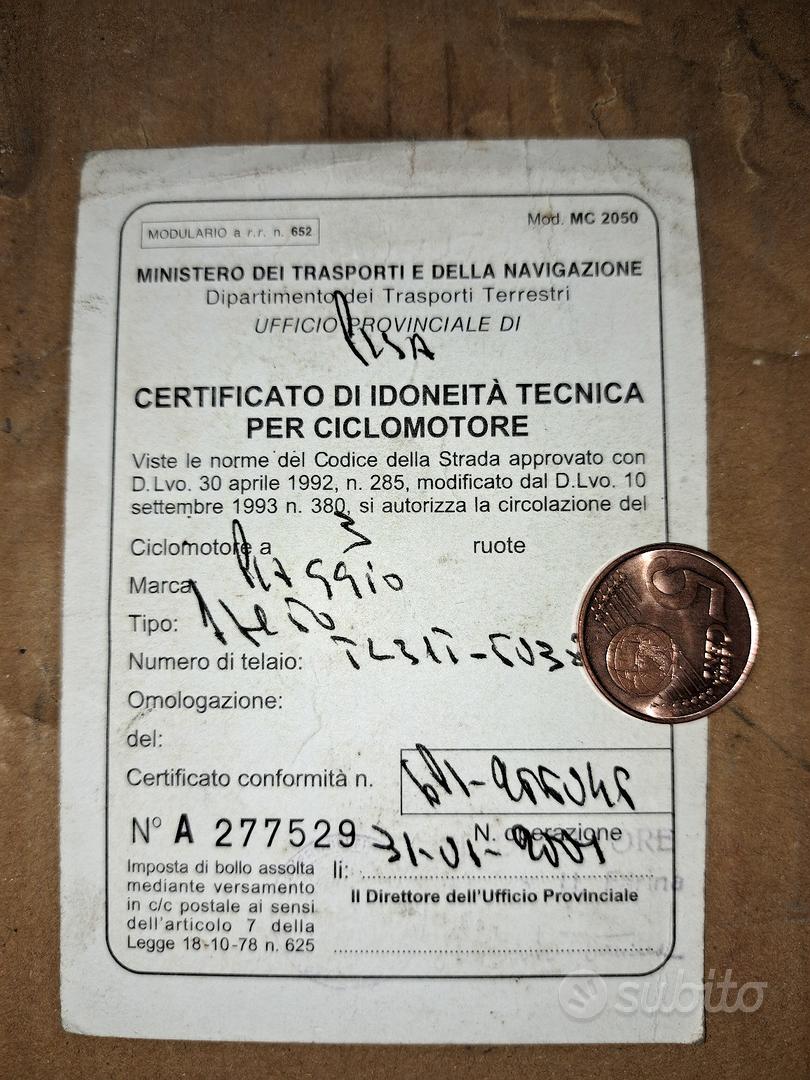 MODULARIO a r.r. n. 652
Mod. MC 2050
MINISTERO DEI TRASPORTI E DELLA NAVIGAZIONE
Dipartimento dei Trasporti Terrestri
UFFICIO PROVINCIALE DI
PISA
CERTIFICATO DI IDONEITÀ TECNICA
PER CICLOMOTORE
Viste le norme del Codice della Strada approvato con
D.Lvo. 30 aprile 1992, n. 285, modificato dal D.Lvo. 10
settembre 1993 n. 380, si autorizza la circolazione del
Ciclomotore a 3 ruote
Marca PIAggio
Tipo:
Numero di telaio:
Omologazione:
del:
Certificato conformità n.
N° A 277529
N. operazione
Imposta di bollo assolta
mediante versamento
in c/c postale ai sensi
dell'articolo 7 della
Legge 18-10-78 n. 625
li: 31-01-2001
Il Direttore dell'Ufficio Provinciale
5
CENT
subito